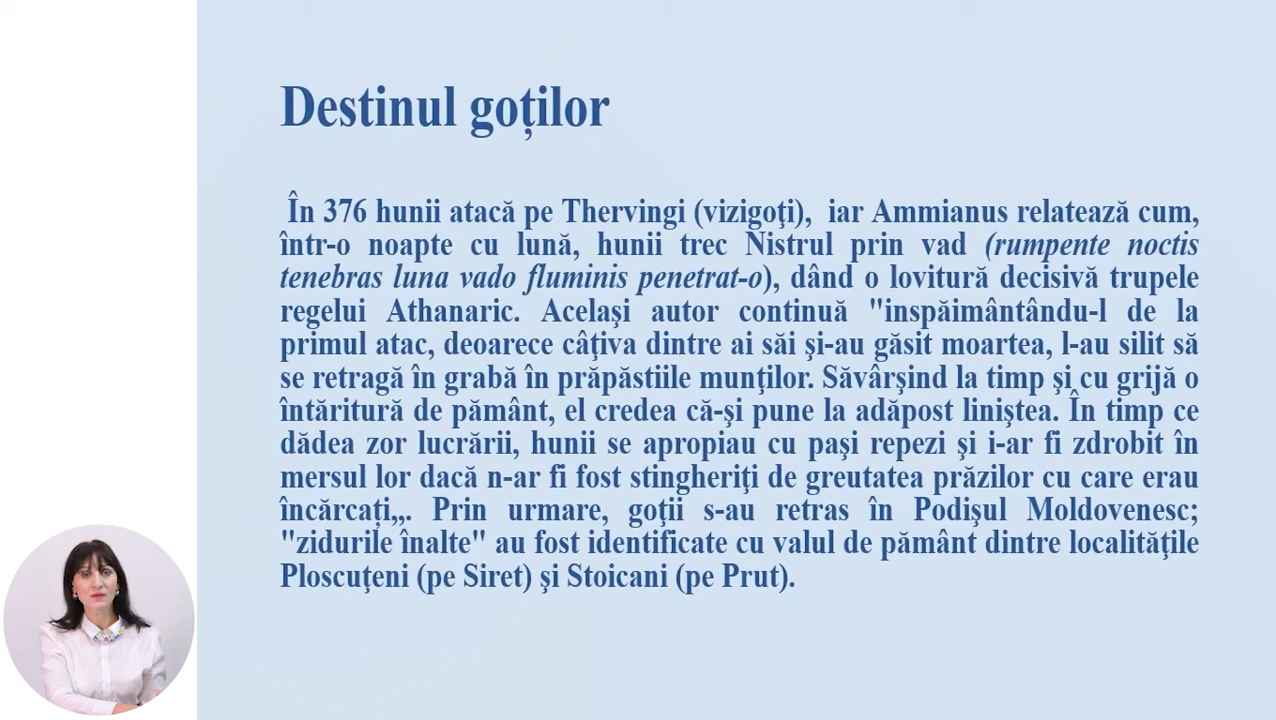 Destinul goților
În 376 hunii atacă pe Thervingi (vizigoţi), iar Ammianus relatează cum,
într-o noapte cu lună, hunii trec Nistrul prin vad (rumpente noctis
tenebras luna vado fluminis penetrat-o), dând o lovitură decisivă trupele
regelui Athanaric. Acelaşi autor continuă "inspăimântându-l de la
primul atac, deoarece câţiva dintre ai săi şi-au găsit moartea, l-au silit să
se retragă în grabă în prăpăstiile munţilor. Săvârşind la timp şi cu grijă o
întăritură de pământ, el credea că-şi pune la adăpost liniştea. În timp ce
dădea zor lucrării, hunii se apropiau cu paşi repezi şi i-ar fi zdrobit în
mersul lor dacă n-ar fi fost stingheriţi de greutatea prăzilor cu care erau
încărcaţi„. Prin urmare, goţii s-au retras în Podişul Moldovenesc;
"zidurile înalte" au fost identificate cu valul de pământ dintre localităţile
Ploscuţeni (pe Siret) şi Stoicani (pe Prut).